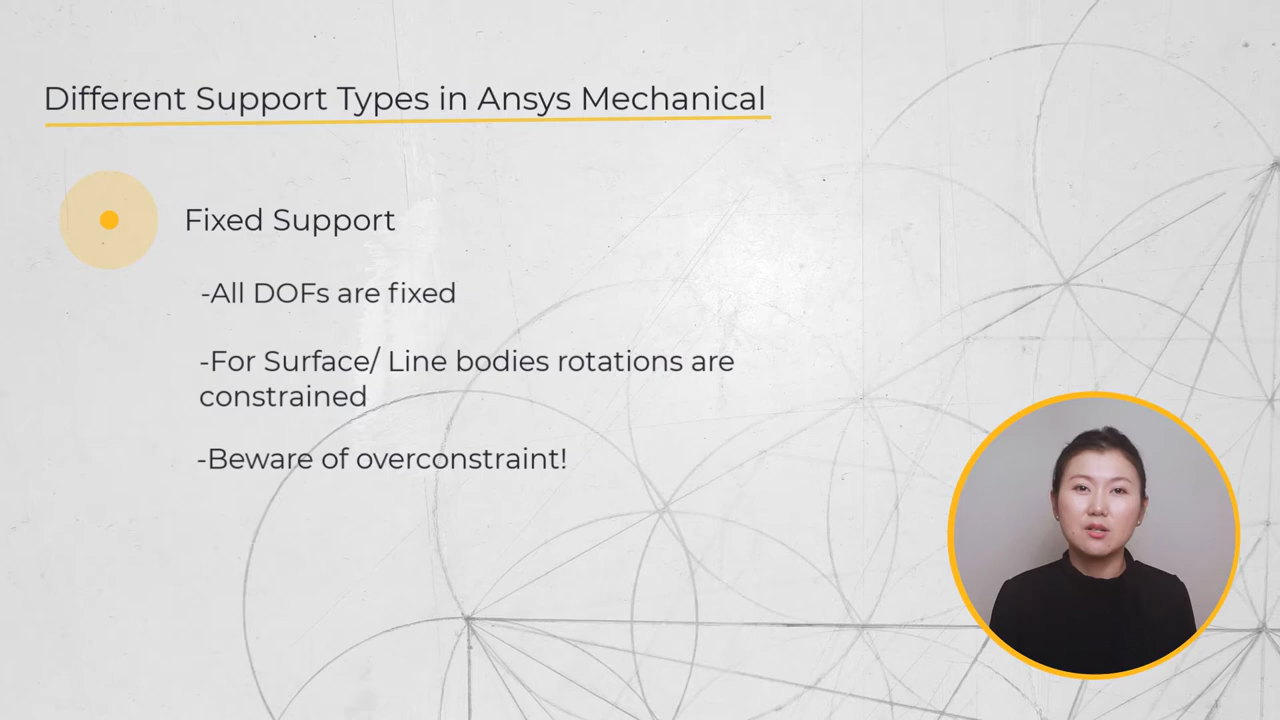 Different Support Types in Ansys Mechanical
Fixed Support
-All DOFs are fixed
-For Surface/ Line bodies rotations are
constrained
-Beware of overconstraint!